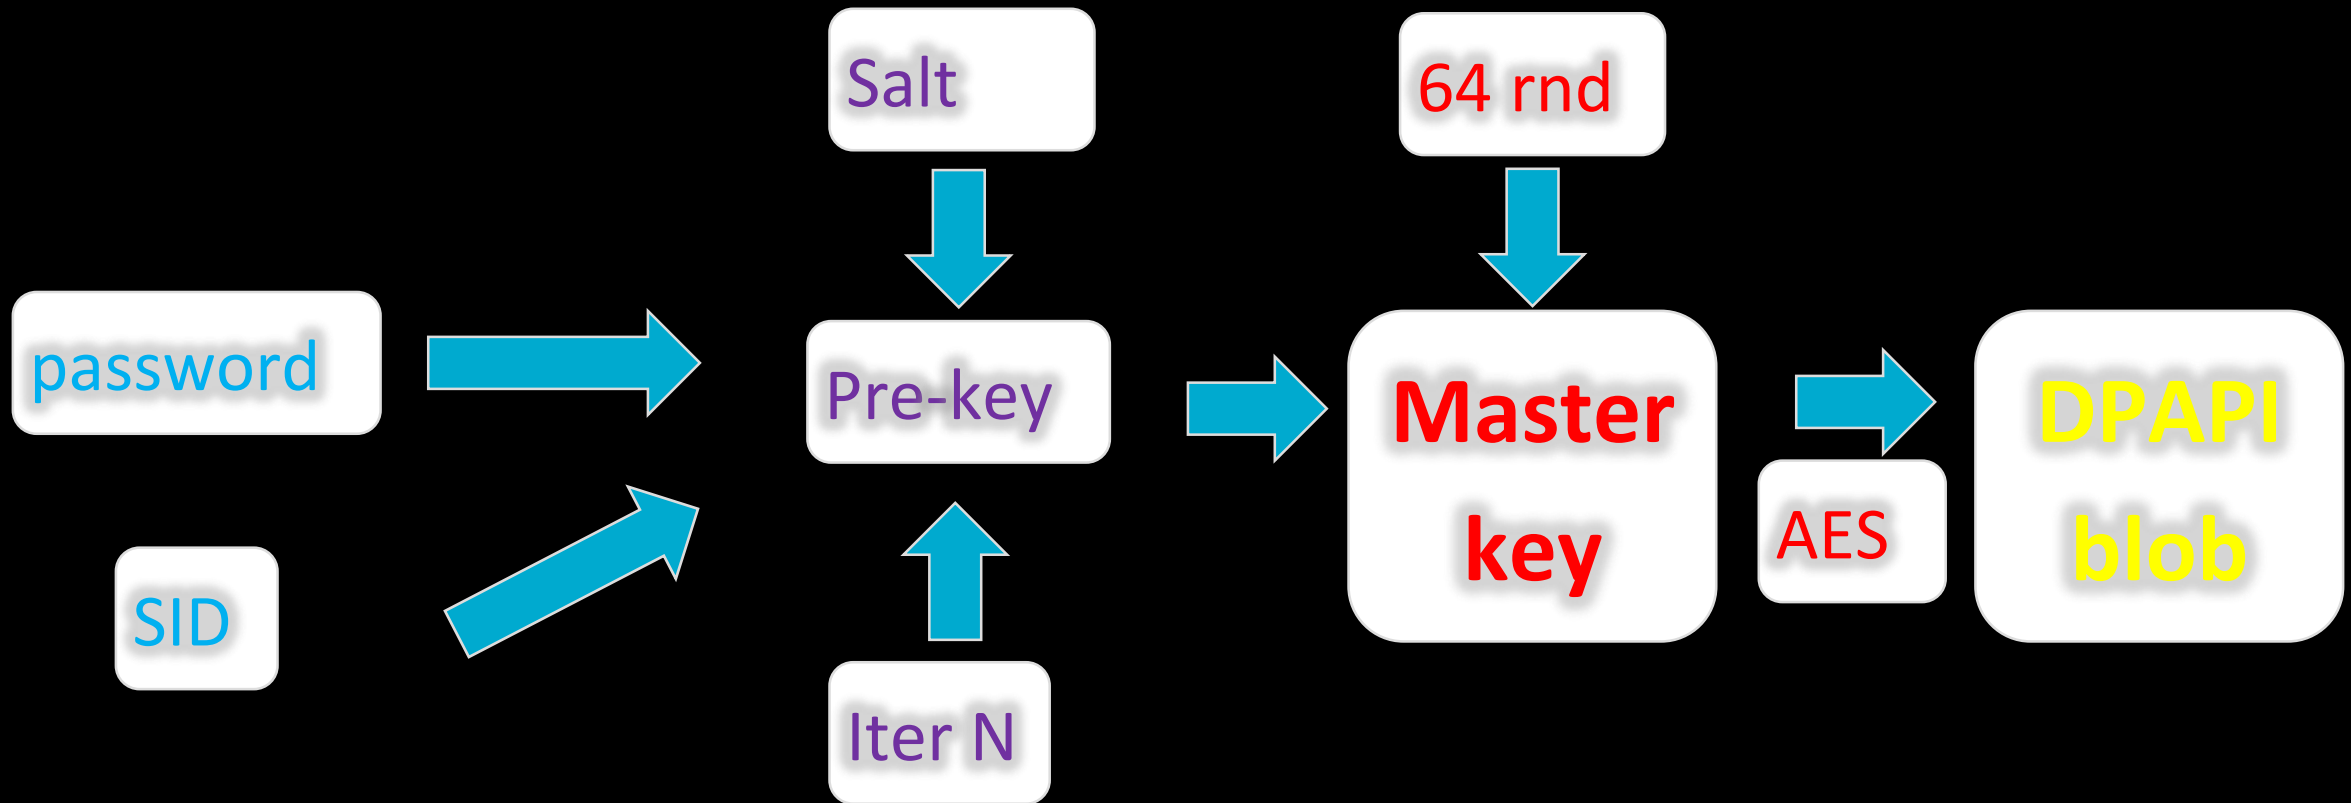 Salt
64 rnd
password
Pre-key
Master
key
DPAPI
blob
AES
SID
Iter N